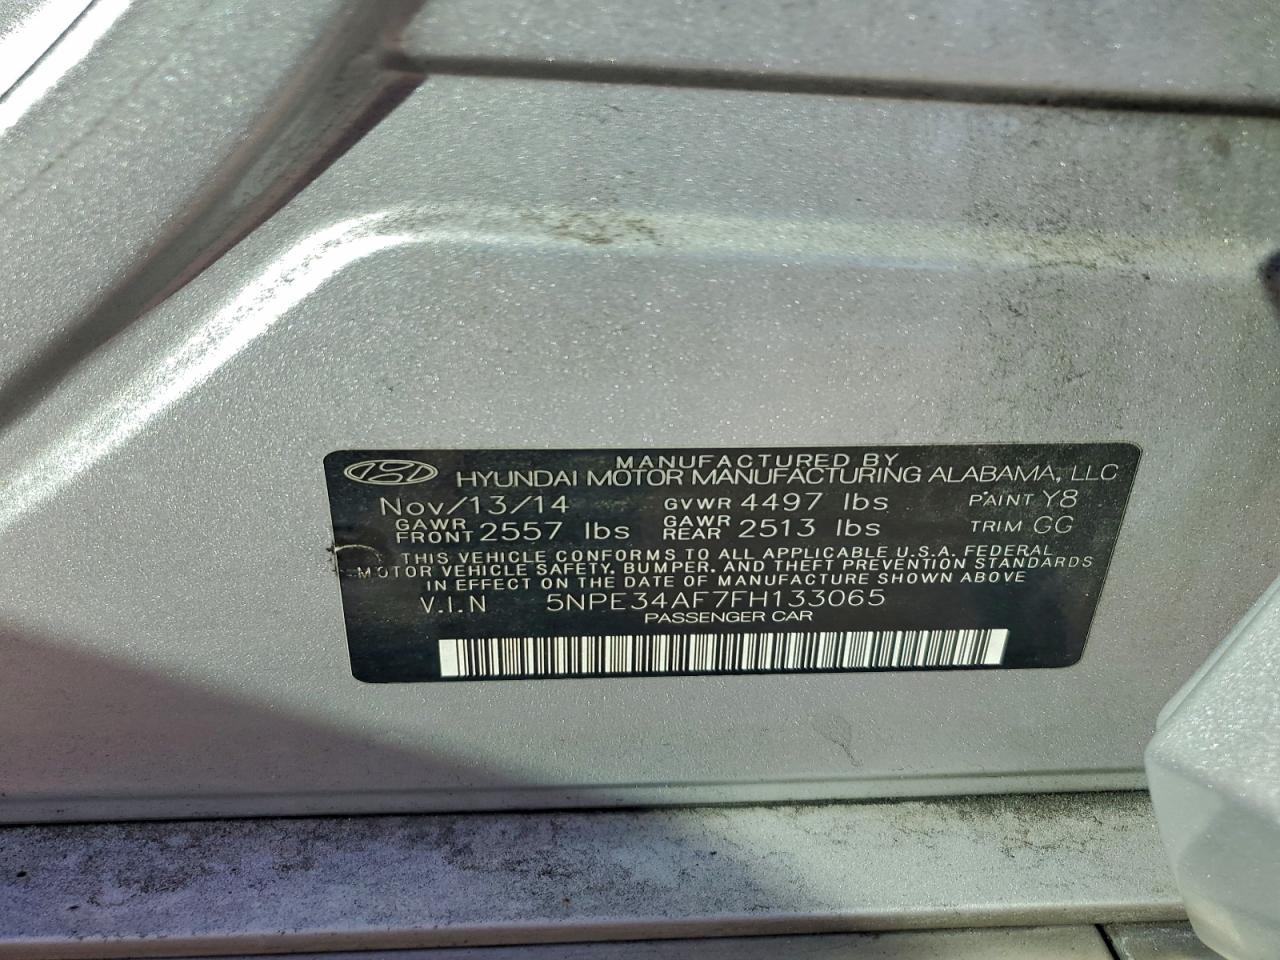 MANUFACTURED BY
HYUNDAI MOTOR MANUFACTURING ALABAMA, LLC
Nov/13/14 GVWR 4497 lbs PAINT Y8
GAWR FRONT 2557 lbs GAWR REAR 2513 lbs TRIM GG
THIS VEHICLE CONFORMS TO ALL APPLICABLE U.S.A. FEDERAL
MOTOR VEHICLE SAFETY, BUMPER, AND THEFT PREVENTION STANDARDS
IN EFFECT ON THE DATE OF MANUFACTURE SHOWN ABOVE
V.I.N 5NPE34AF7FH133065
PASSENGER CAR